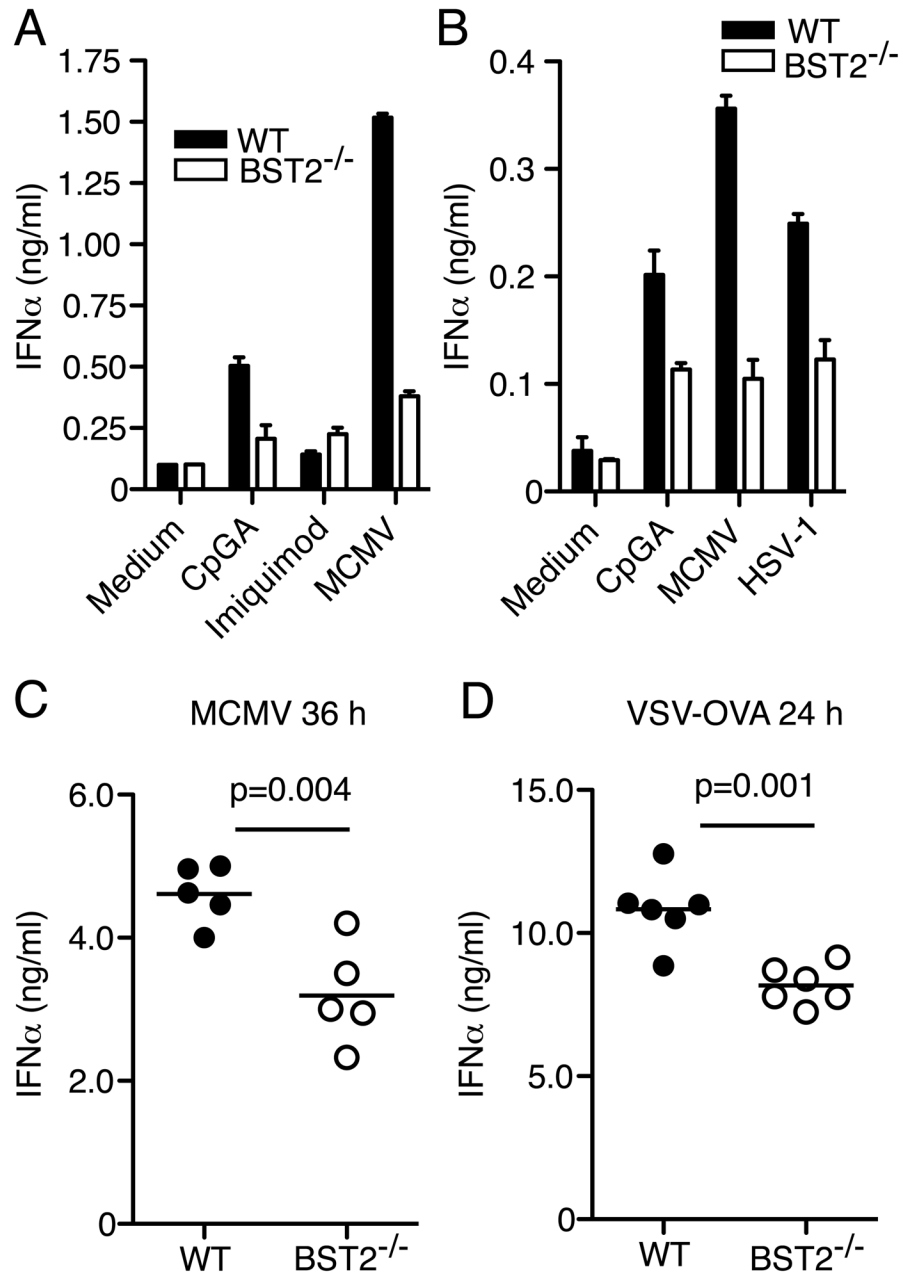 A
1.75
1.50
1.25
1.00
0.75
0.50
0.25
0
IFNα (ng/ml)
WT
BST2-/-
Medium
CpGA
Imiquimod
MCMV
B
0.4
0.3
0.2
0.1
0
IFNα (ng/ml)
WT
BST2-/-
Medium
CpGA
MCMV
HSV-1
C
MCMV 36 h
p=0.004
6.0
4.0
2.0
0
IFNα (ng/ml)
WT
BST2-/-
D
VSV-OVA 24 h
p=0.001
15.0
10.0
5.0
0
IFNα (ng/ml)
WT
BST2-/-